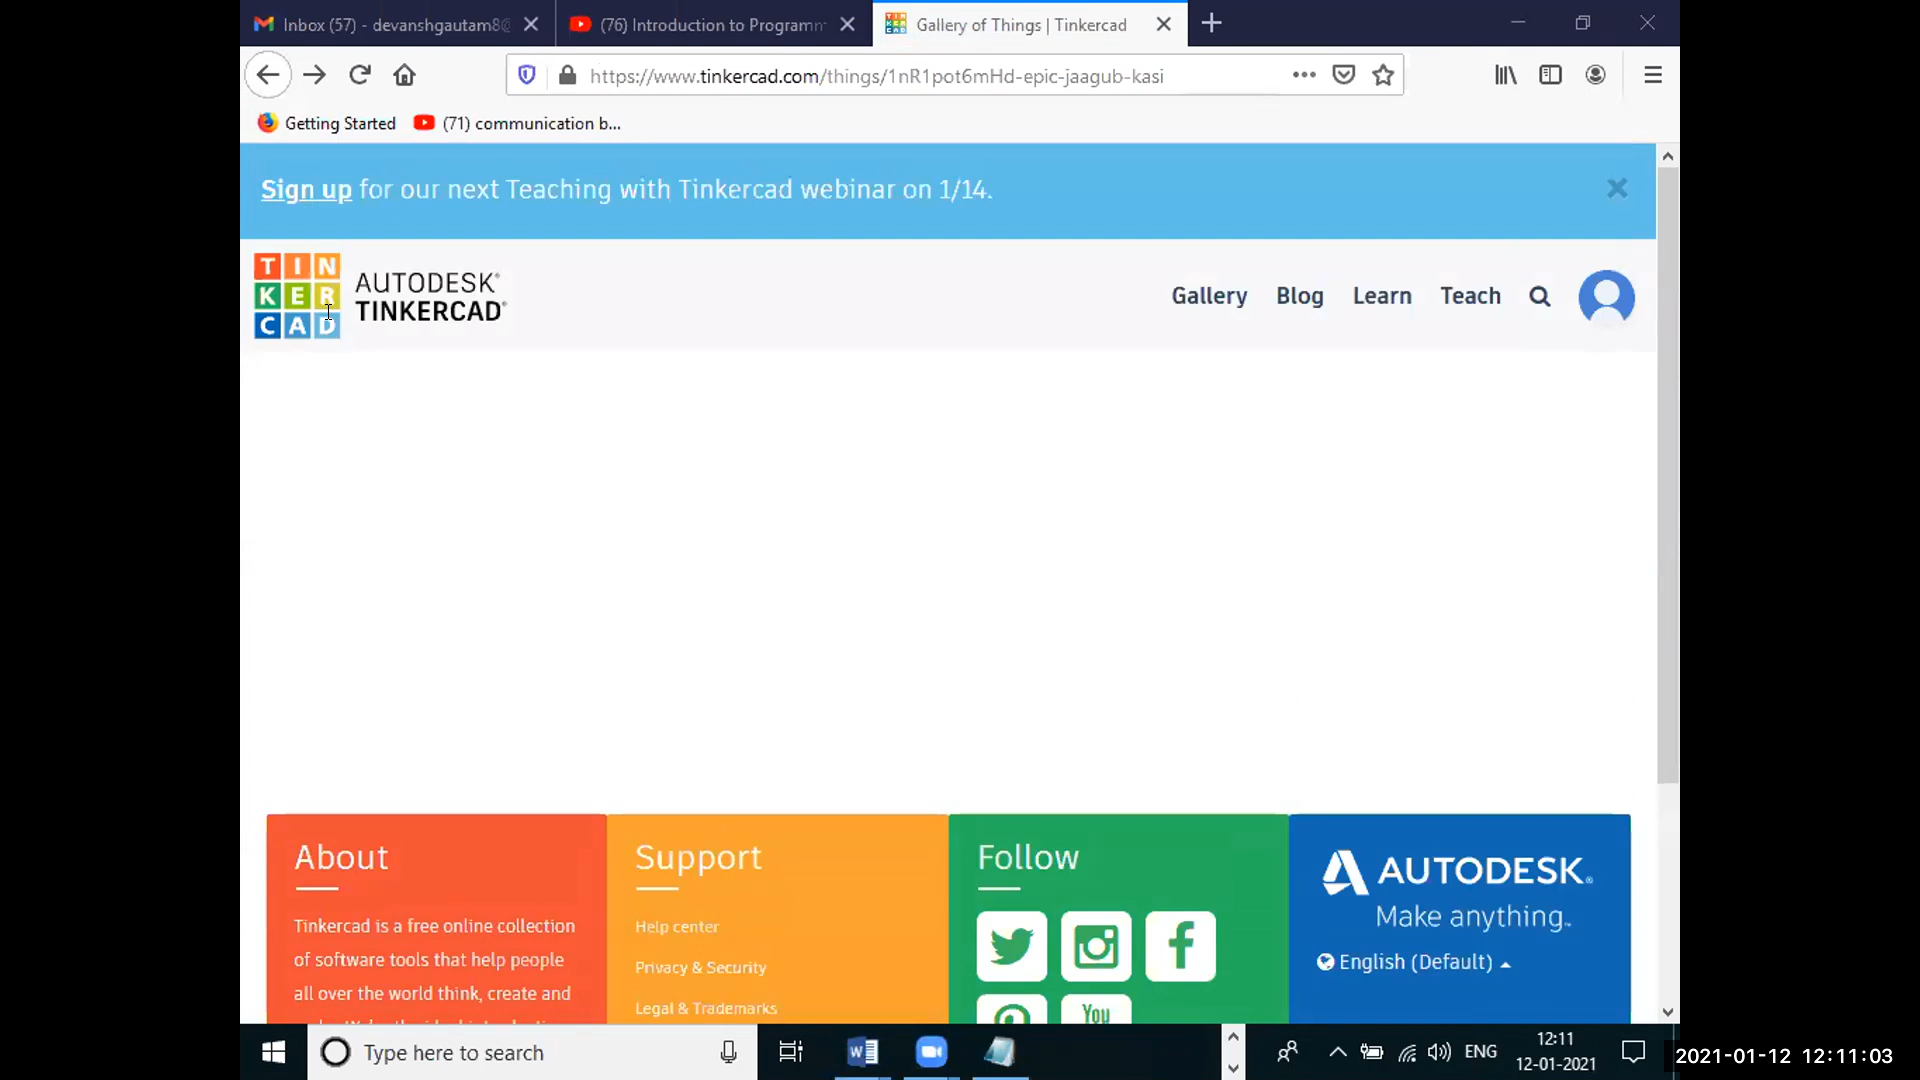 Inbox (57) - devanshgautam8@
(76) Introduction to Programm
Gallery of Things | Tinkercad
https://www.tinkercad.com/things/1nR1pot6mHd-epic-jaagub-kasi
Getting Started
(71) communication b...
Sign up for our next Teaching with Tinkercad webinar on 1/14.
TIN
KER
CAD
AUTODESK®
TINKERCAD®
Gallery
Blog
Learn
Teach
About
Tinkercad is a free online collection
of software tools that help people
all over the world think, create and
Support
Help center
Privacy & Security
Legal & Trademarks
Follow
You
AUTODESK®
Make anything™
English (Default)
Type here to search
ENG
12:11
12-01-2021
2021-01-12 12:11:03